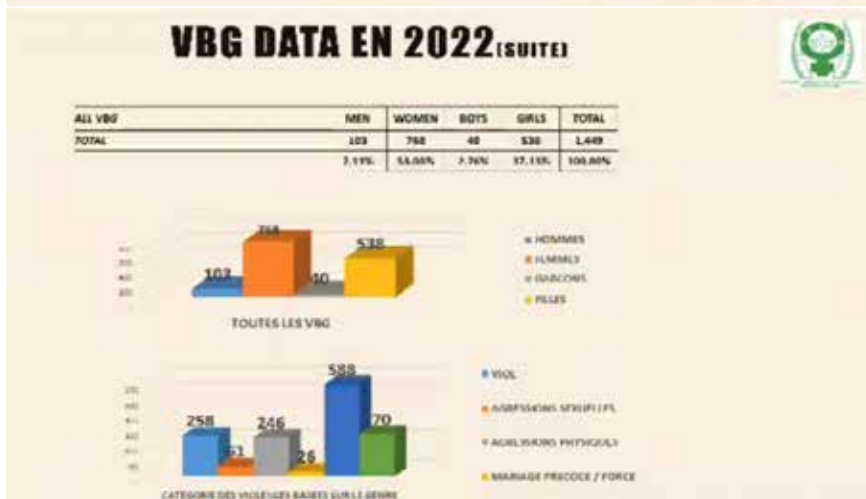 VBG DATA EN 2022 (SUITE)
ALL VBG MEN WOMEN BOYS GIRLS TOTAL
TOTAL 103 768 40 538 1,449
7.11% 53.00% 2.76% 37.13% 100.00%
768
538
103
40
HOMMES
FEMMES
GARCONS
FILLES
TOUTES LES VBG
588
258
246
70
61
26
VIOL
AGRESSIONS SEXUELLES
AGRESSIONS PHYSIQUES
MARIAGE PRECOCE / FORCE
CATEGORIE DES VIOLENCES BASEES SUR LE GENRE